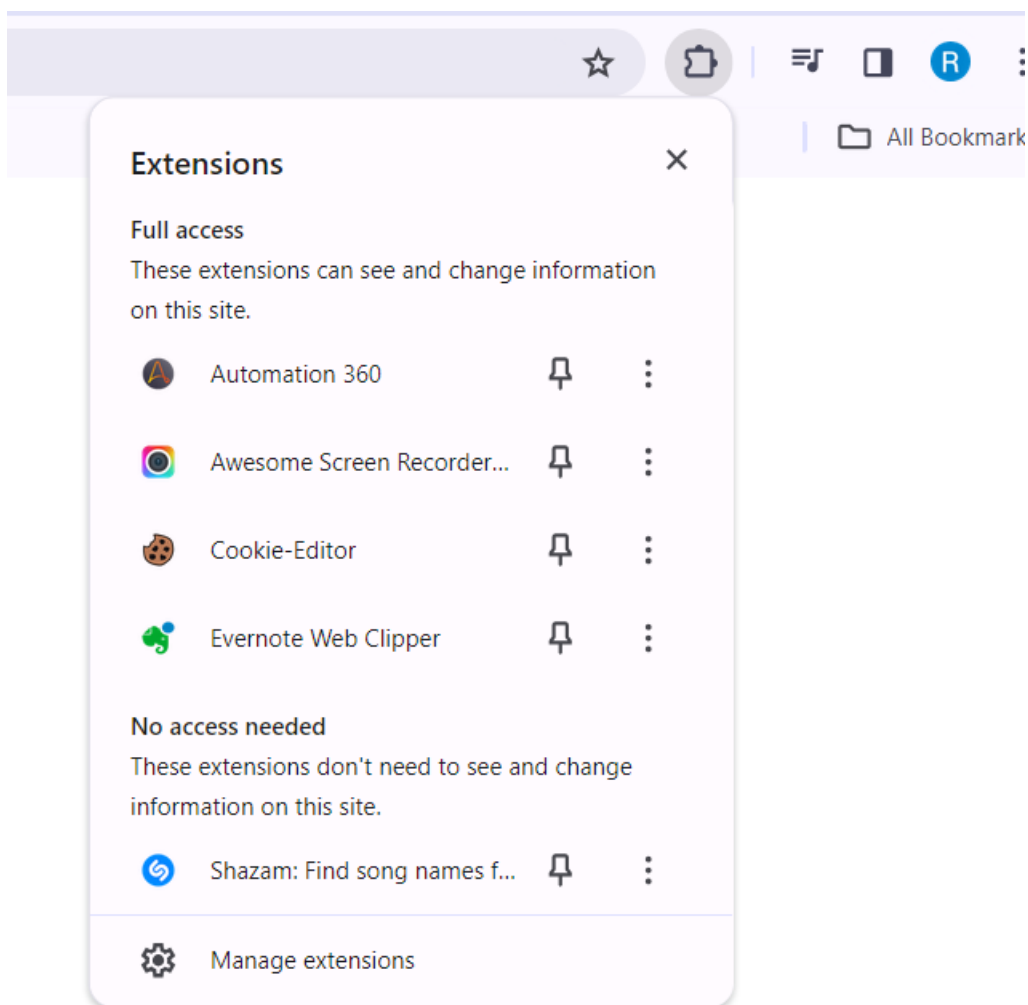 R
All Bookmark
Extensions
Full access
These extensions can see and change information
on this site.
Automation 360
Awesome Screen Recorder...
Cookie-Editor
Evernote Web Clipper
No access needed
These extensions don't need to see and change
information on this site.
Shazam: Find song names f...
Manage extensions